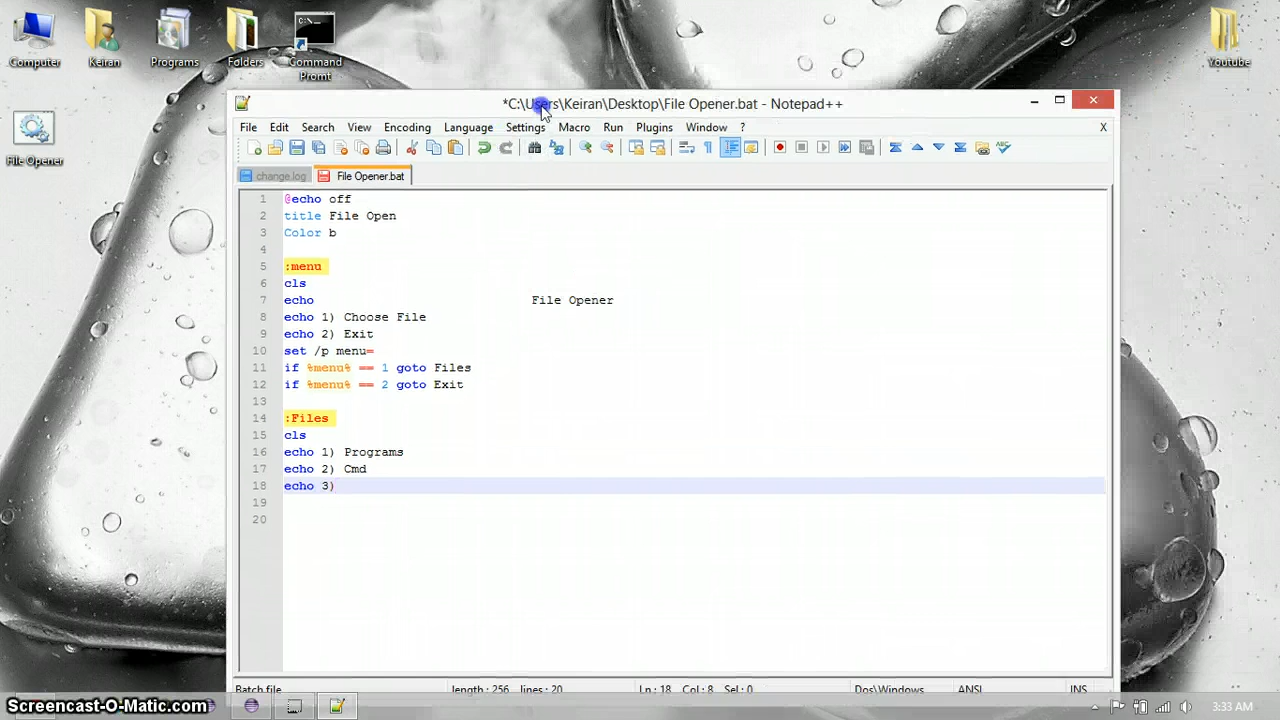 Computer
Keiran
Programs
Folders
C:\
Command
Promt
Youtube
File Opener
*C:\Users\Keiran\Desktop\File Opener.bat - Notepad++
File Edit Search View Encoding Language Settings Macro Run Plugins Window ? X
change.log File Opener.bat
1 @echo off
2 title File Open
3 Color b
4
5 :menu
6 cls
7 echo File Opener
8 echo 1) Choose File
9 echo 2) Exit
10 set /p menu=
11 if %menu% == 1 goto Files
12 if %menu% == 2 goto Exit
13
14 :Files
15 cls
16 echo 1) Programs
17 echo 2) Cmd
18 echo 3)
19
20
Batch file length : 256 lines : 20 Ln : 18 Col : 8 Sel : 0 Dos\Windows ANSI INS
Screencast-O-Matic.com
3:33 AM